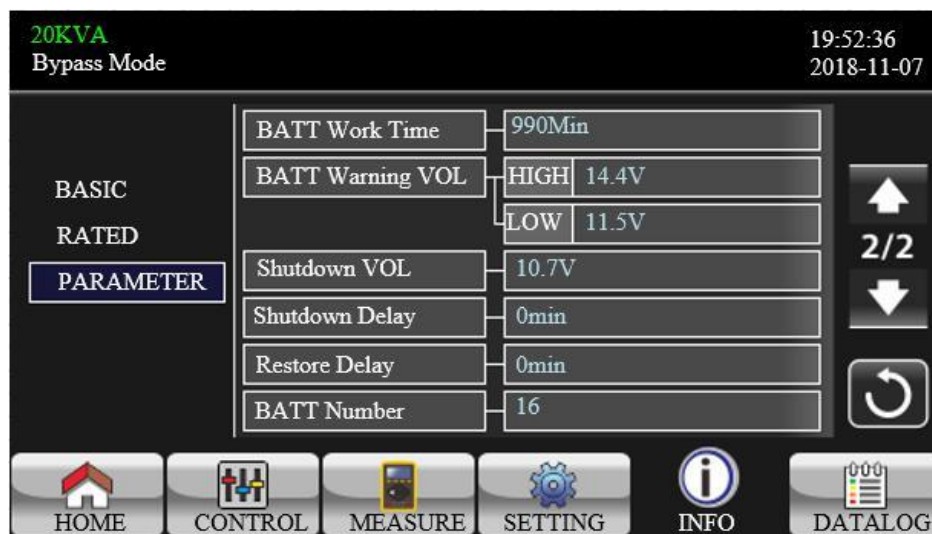 20KVA
Bypass Mode
19:52:36
2018-11-07
BASIC
RATED
PARAMETER
BATT Work Time 990Min
BATT Warning VOL HIGH 14.4V
LOW 11.5V
Shutdown VOL 10.7V
Shutdown Delay 0min
Restore Delay 0min
BATT Number 16
2/2
HOME CONTROL MEASURE SETTING INFO DATALOG